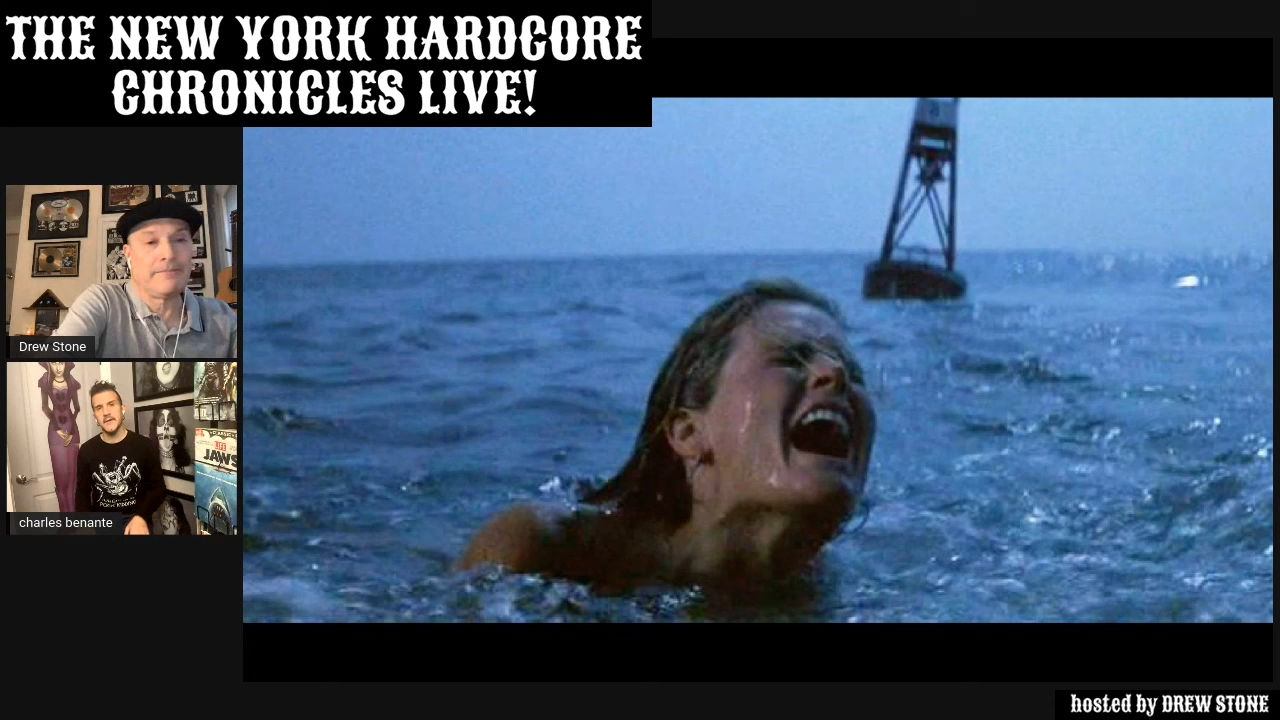 THE NEW YORK HARDCORE
CHRONICLES LIVE!
Drew Stone
JAWS
charles benante
hosted by DREW STONE